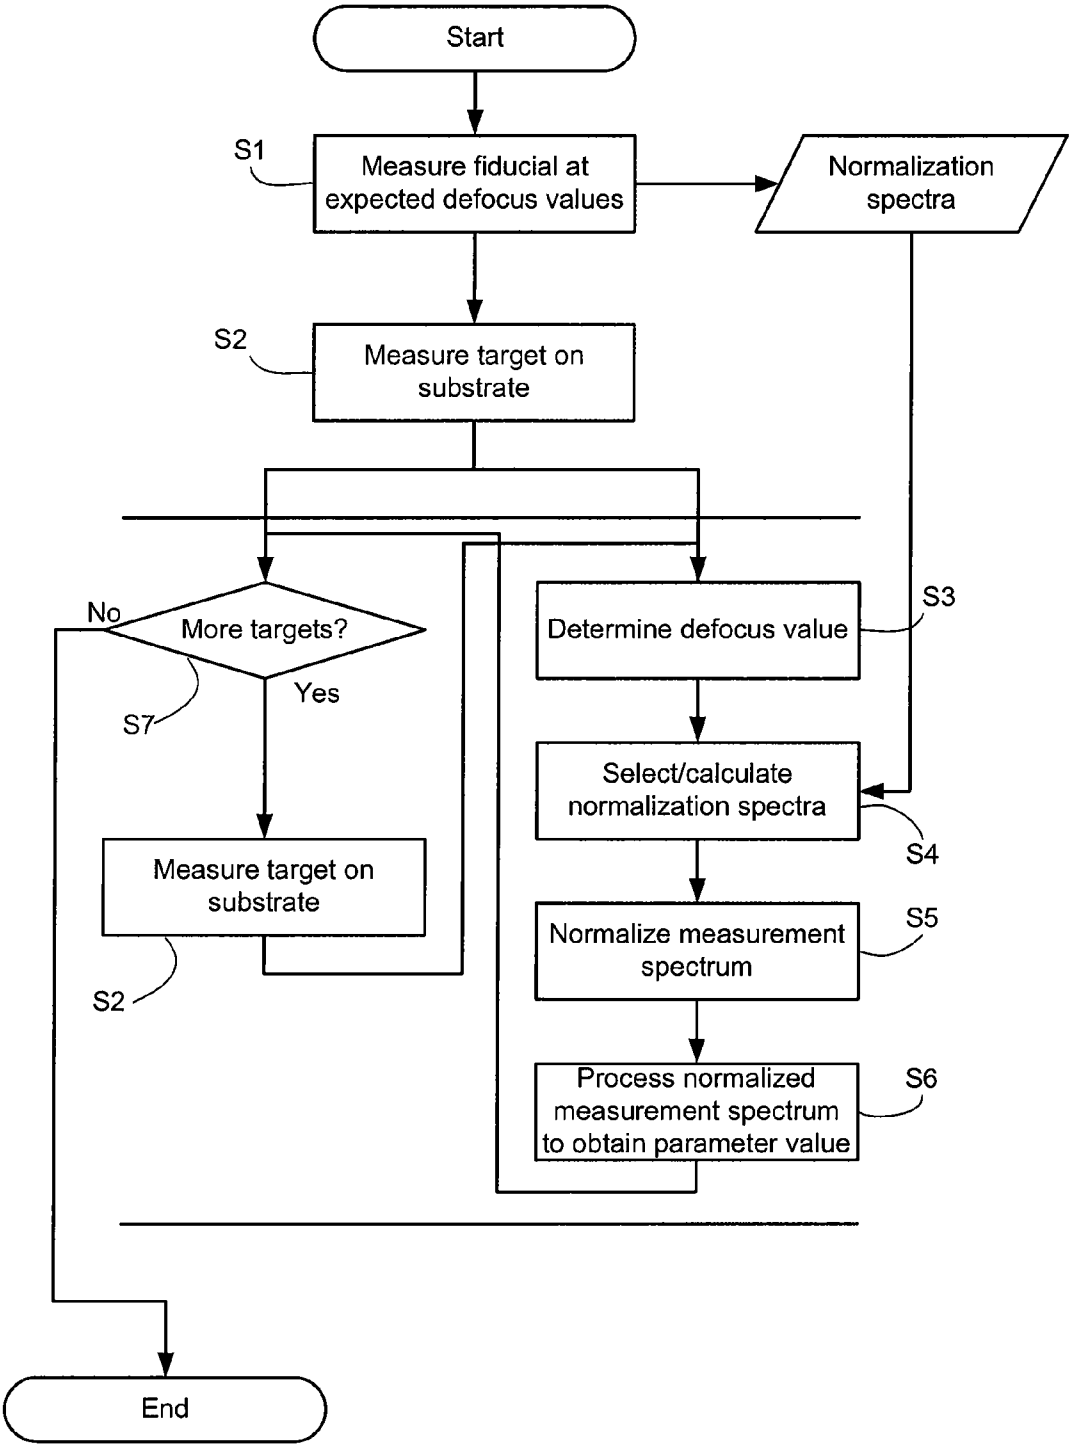 Start
S1
Measure fiducial at
expected defocus values
Normalization
spectra
S2
Measure target on
substrate
No
More targets?
Yes
S7
Determine defocus value
S3
Select/calculate
normalization spectra
S4
Measure target on
substrate
S2
Normalize measurement
spectrum
S5
Process normalized
measurement spectrum
to obtain parameter value
S6
End